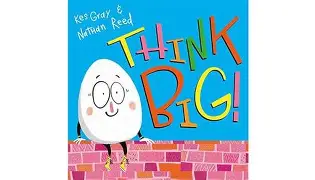 Kes Gray &
Nathan Reed
THINK
BIG!